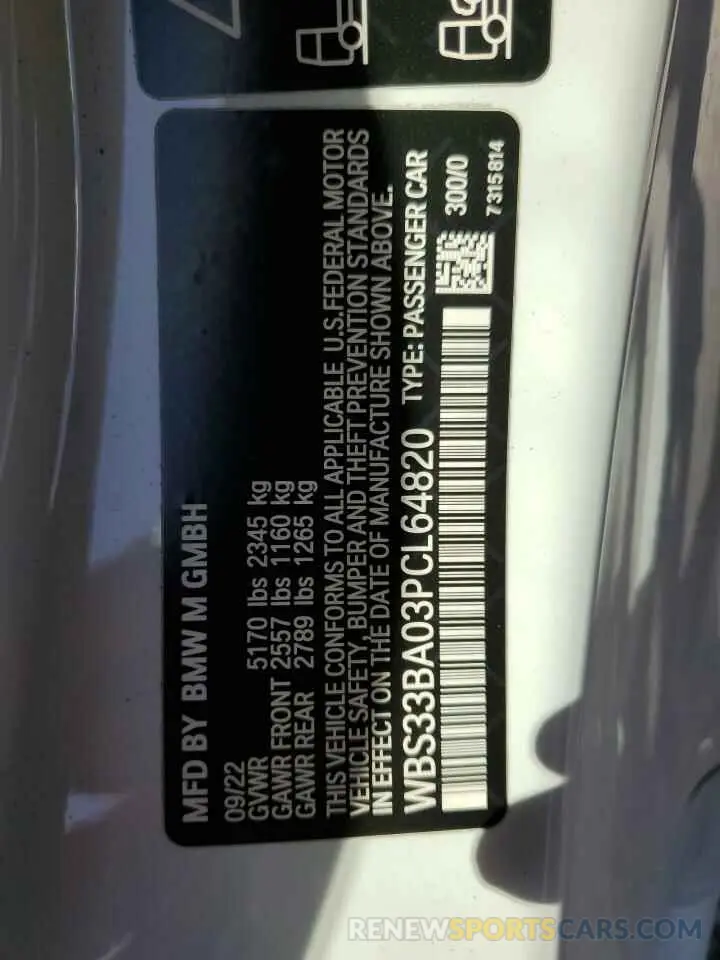 MFD BY BMW M GMBH
09/22
GVWR 5170 lbs 2345 kg
GAWR FRONT 2557 lbs 1160 kg
GAWR REAR 2789 lbs 1265 kg
THIS VEHICLE CONFORMS TO ALL APPLICABLE U.S. FEDERAL MOTOR
VEHICLE SAFETY, BUMPER AND THEFT PREVENTION STANDARDS
IN EFFECT ON THE DATE OF MANUFACTURE SHOWN ABOVE.
WBS33BA03PCL64820 TYPE: PASSENGER CAR
300/0
7315814
RENEWSPORTSCARS.COM